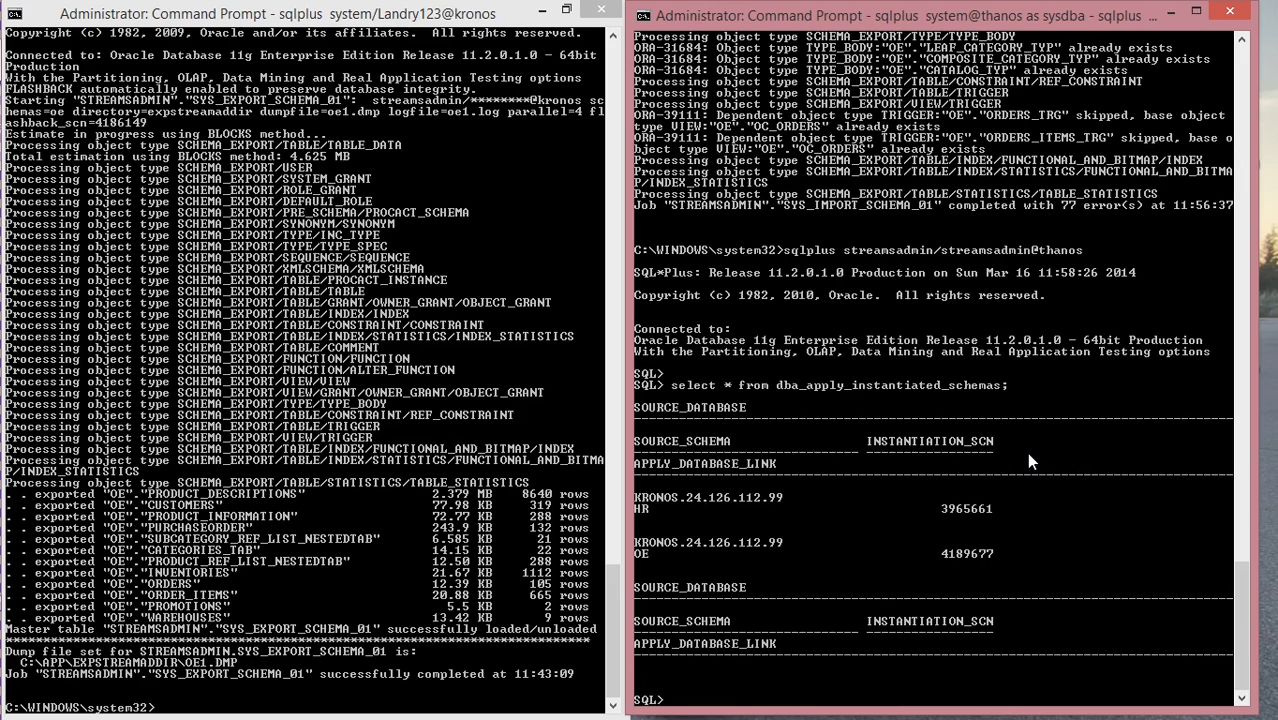 Administrator: Command Prompt - sqlplus  system/Landry123@kronos
Copyright (c) 1982, 2009, Oracle and/or its affiliates.  All rights reserved.
Connected to: Oracle Database 11g Enterprise Edition Release 11.2.0.1.0 - 64bit
Production
With the Partitioning, OLAP, Data Mining and Real Application Testing options
FLASHBACK automatically enabled to preserve database integrity.
Starting "STREAMSADMIN"."SYS_EXPORT_SCHEMA_01":  streamsadmin/********@kronos sc
hemas=oe directory=expstreamaddir dumpfile=oe1.dmp logfile=oe1.log parallel=4 fl
ashback_scn=4186149
Estimate in progress using BLOCKS method...
Processing object type SCHEMA_EXPORT/TABLE/TABLE_DATA
Total estimation using BLOCKS method: 4.625 MB
Processing object type SCHEMA_EXPORT/USER
Processing object type SCHEMA_EXPORT/SYSTEM_GRANT
Processing object type SCHEMA_EXPORT/ROLE_GRANT
Processing object type SCHEMA_EXPORT/DEFAULT_ROLE
Processing object type SCHEMA_EXPORT/PRE_SCHEMA/PROCACT_SCHEMA
Processing object type SCHEMA_EXPORT/SYNONYM/SYNONYM
Processing object type SCHEMA_EXPORT/TYPE/INC_TYPE
Processing object type SCHEMA_EXPORT/TYPE/TYPE_SPEC
Processing object type SCHEMA_EXPORT/SEQUENCE/SEQUENCE
Processing object type SCHEMA_EXPORT/XMLSCHEMA/XMLSCHEMA
Processing object type SCHEMA_EXPORT/TABLE/PROCACT_INSTANCE
Processing object type SCHEMA_EXPORT/TABLE/TABLE
Processing object type SCHEMA_EXPORT/TABLE/GRANT/OWNER_GRANT/OBJECT_GRANT
Processing object type SCHEMA_EXPORT/TABLE/INDEX/INDEX
Processing object type SCHEMA_EXPORT/TABLE/CONSTRAINT/CONSTRAINT
Processing object type SCHEMA_EXPORT/TABLE/INDEX/STATISTICS/INDEX_STATISTICS
Processing object type SCHEMA_EXPORT/TABLE/COMMENT
Processing object type SCHEMA_EXPORT/FUNCTION/FUNCTION
Processing object type SCHEMA_EXPORT/FUNCTION/ALTER_FUNCTION
Processing object type SCHEMA_EXPORT/VIEW/VIEW
Processing object type SCHEMA_EXPORT/VIEW/GRANT/OWNER_GRANT/OBJECT_GRANT
Processing object type SCHEMA_EXPORT/TYPE/TYPE_BODY
Processing object type SCHEMA_EXPORT/TABLE/CONSTRAINT/REF_CONSTRAINT
Processing object type SCHEMA_EXPORT/TABLE/TRIGGER
Processing object type SCHEMA_EXPORT/VIEW/TRIGGER
Processing object type SCHEMA_EXPORT/TABLE/INDEX/FUNCTIONAL_AND_BITMAP/INDEX
Processing object type SCHEMA_EXPORT/TABLE/INDEX/STATISTICS/FUNCTIONAL_AND_BITMA
P/INDEX_STATISTICS
Processing object type SCHEMA_EXPORT/TABLE/STATISTICS/TABLE_STATISTICS
. . exported "OE"."PRODUCT_DESCRIPTIONS"                 2.379 MB    8640 rows
. . exported "OE"."CUSTOMERS"                            77.98 KB     319 rows
. . exported "OE"."PRODUCT_INFORMATION"                  72.77 KB     288 rows
. . exported "OE"."PURCHASEORDER"                        243.9 KB     132 rows
. . exported "OE"."SUBCATEGORY_REF_LIST_NESTEDTAB"       6.585 KB      21 rows
. . exported "OE"."CATEGORIES_TAB"                       14.15 KB      22 rows
. . exported "OE"."PRODUCT_REF_LIST_NESTEDTAB"           12.50 KB     288 rows
. . exported "OE"."INVENTORIES"                          21.67 KB    1112 rows
. . exported "OE"."ORDERS"                               12.39 KB     105 rows
. . exported "OE"."ORDER_ITEMS"                          20.88 KB     665 rows
. . exported "OE"."PROMOTIONS"                             5.5 KB       2 rows
. . exported "OE"."WAREHOUSES"                           13.42 KB       9 rows
Master table "STREAMSADMIN"."SYS_EXPORT_SCHEMA_01" successfully loaded/unloaded
******************************************************************************
Dump file set for STREAMSADMIN.SYS_EXPORT_SCHEMA_01 is:
  C:\APP\EXPSTREAMADDIR\OE1.DMP
Job "STREAMSADMIN"."SYS_EXPORT_SCHEMA_01" successfully completed at 11:43:09
C:\WINDOWS\system32>
Administrator: Command Prompt - sqlplus  system@thanos as sysdba - sqlplus  ...
Processing object type SCHEMA_EXPORT/TYPE/TYPE_BODY
ORA-31684: Object type TYPE_BODY:"OE"."LEAF_CATEGORY_TYP" already exists
ORA-31684: Object type TYPE_BODY:"OE"."COMPOSITE_CATEGORY_TYP" already exists
ORA-31684: Object type TYPE_BODY:"OE"."CATALOG_TYP" already exists
Processing object type SCHEMA_EXPORT/TABLE/CONSTRAINT/REF_CONSTRAINT
Processing object type SCHEMA_EXPORT/TABLE/TRIGGER
Processing object type SCHEMA_EXPORT/VIEW/TRIGGER
ORA-39111: Dependent object type TRIGGER:"OE"."ORDERS_TRG" skipped, base object
type VIEW:"OE"."OC_ORDERS" already exists
ORA-39111: Dependent object type TRIGGER:"OE"."ORDERS_ITEMS_TRG" skipped, base o
bject type VIEW:"OE"."OC_ORDERS" already exists
Processing object type SCHEMA_EXPORT/TABLE/INDEX/FUNCTIONAL_AND_BITMAP/INDEX
Processing object type SCHEMA_EXPORT/TABLE/INDEX/STATISTICS/FUNCTIONAL_AND_BITMA
P/INDEX_STATISTICS
Processing object type SCHEMA_EXPORT/TABLE/STATISTICS/TABLE_STATISTICS
Job "STREAMSADMIN"."SYS_IMPORT_SCHEMA_01" completed with 77 error(s) at 11:56:37
C:\WINDOWS\system32>sqlplus streamsadmin/streamsadmin@thanos
SQL*Plus: Release 11.2.0.1.0 Production on Sun Mar 16 11:58:26 2014
Copyright (c) 1982, 2010, Oracle.  All rights reserved.
Connected to:
Oracle Database 11g Enterprise Edition Release 11.2.0.1.0 - 64bit Production
With the Partitioning, OLAP, Data Mining and Real Application Testing options
SQL>
SQL> select * from dba_apply_instantiated_schemas;
SOURCE_DATABASE
--------------------------------------------------------------------------------
SOURCE_SCHEMA                  INSTANTIATION_SCN
------------------------------ -----------------
APPLY_DATABASE_LINK
--------------------------------------------------------------------------------
KRONOS.24.126.112.99
HR                                       3965661
KRONOS.24.126.112.99
OE                                       4189677
SOURCE_DATABASE
--------------------------------------------------------------------------------
SOURCE_SCHEMA                  INSTANTIATION_SCN
------------------------------ -----------------
APPLY_DATABASE_LINK
--------------------------------------------------------------------------------
SQL>